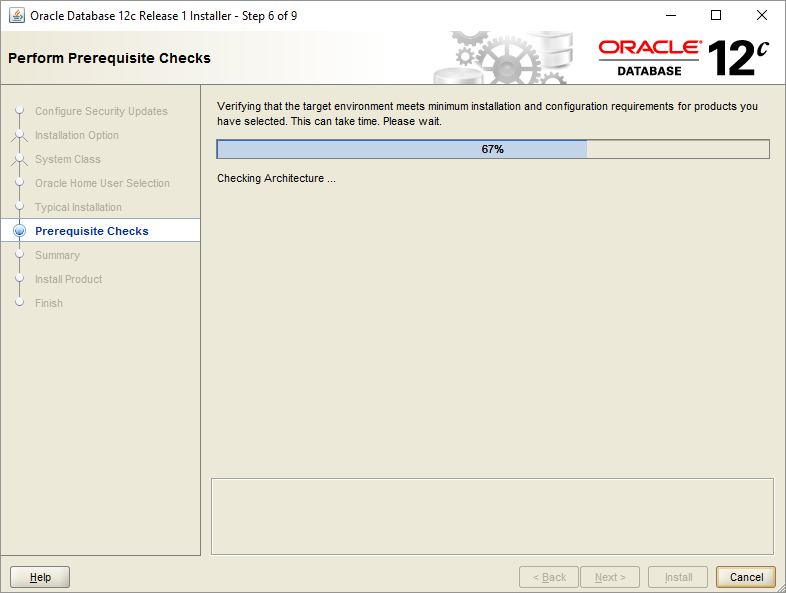 Oracle Database 12c Release 1 Installer - Step 6 of 9
Perform Prerequisite Checks
ORACLE®
DATABASE
12c
Configure Security Updates
Installation Option
System Class
Oracle Home User Selection
Typical Installation
Prerequisite Checks
Summary
Install Product
Finish
Verifying that the target environment meets minimum installation and configuration requirements for products you
have selected. This can take time. Please wait.
67%
Checking Architecture ...
Help
< Back
Next >
Install
Cancel